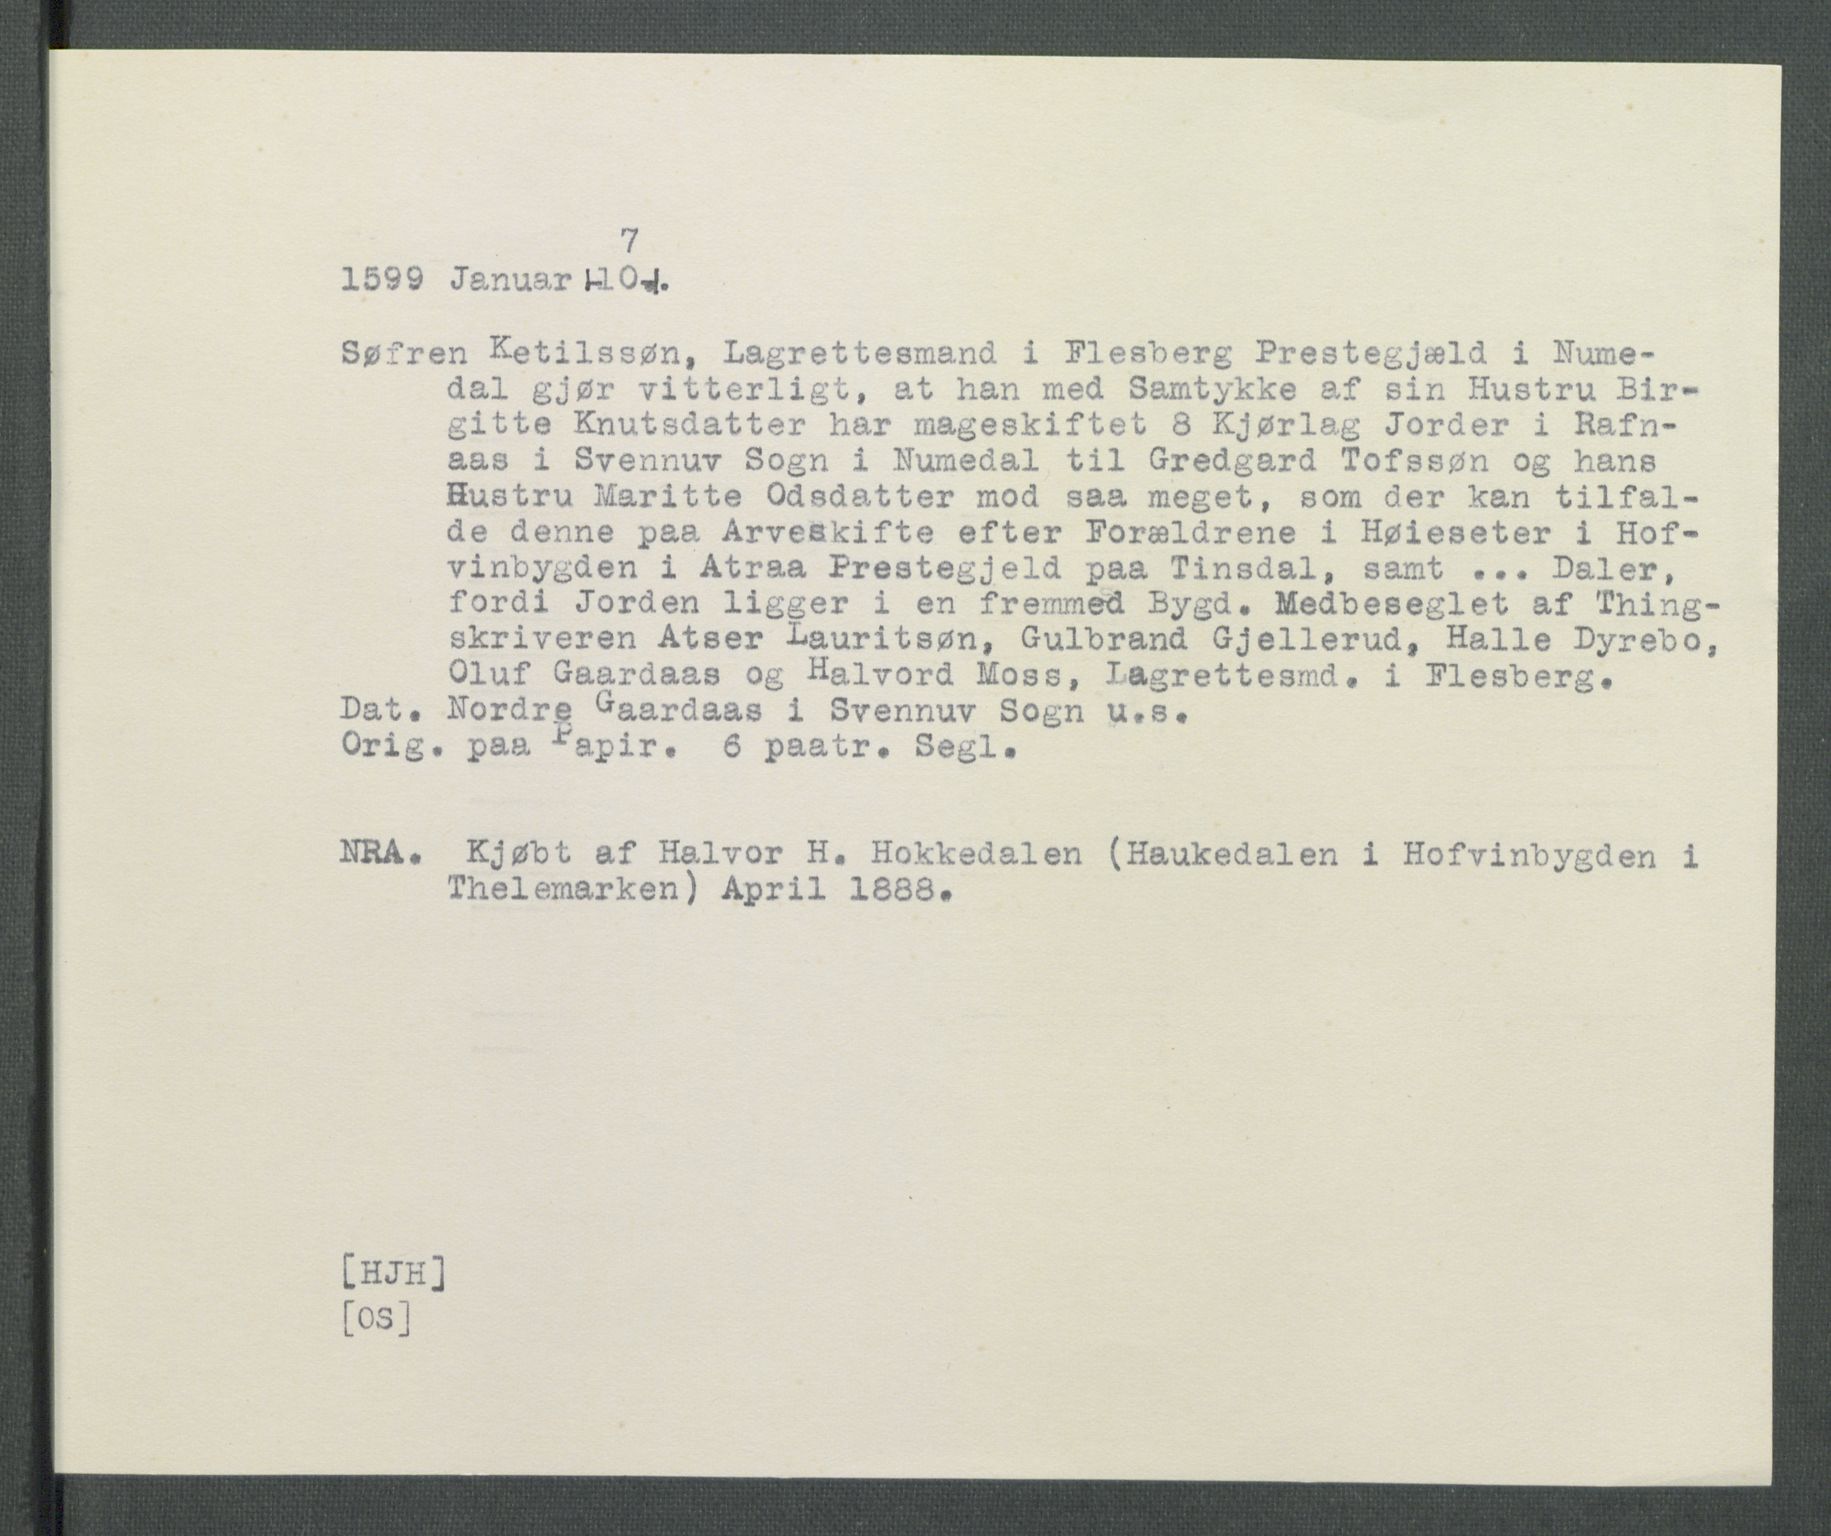 7
1599 Januar ⊢10⊣.
Søfren Ketilssøn, Lagrettesmand i Flesberg Prestegjæld i Nume-
dal gjør vitterligt, at han med Samtykke af sin Hustru Bir-
gitte Knutsdatter har mageskiftet 8 Kjørlag Jorder i Rafn-
aas i Svennuv Sogn i Numedal til Gredgard Tofssøn og hans
Hustru Maritte Odsdatter mod saa meget, som der kan tilfal-
de denne paa Arveskifte efter Forældrene i Høieseter i Hof-
vinbygden i Atraa Prestegjeld paa Tinsdal, samt ... Daler,
fordi Jorden ligger i en fremmed Bygd. Medbeseglet af Thing-
skriveren Atser Lauritsøn, Gulbrand Gjellerud, Halle Dyrebo,
Oluf Gaardaas og Halvord Moss, Lagrettesmd. i Flesberg.
Dat. Nordre Gaardaas i Svennuv Sogn u.s.
Orig. paa Papir. 6 paatr. Segl.
NRA. Kjøbt af Halvor H. Hokkedalen (Haukedalen i Hofvinbygden i
Thelemarken) April 1888.
[HJH]
[OS]